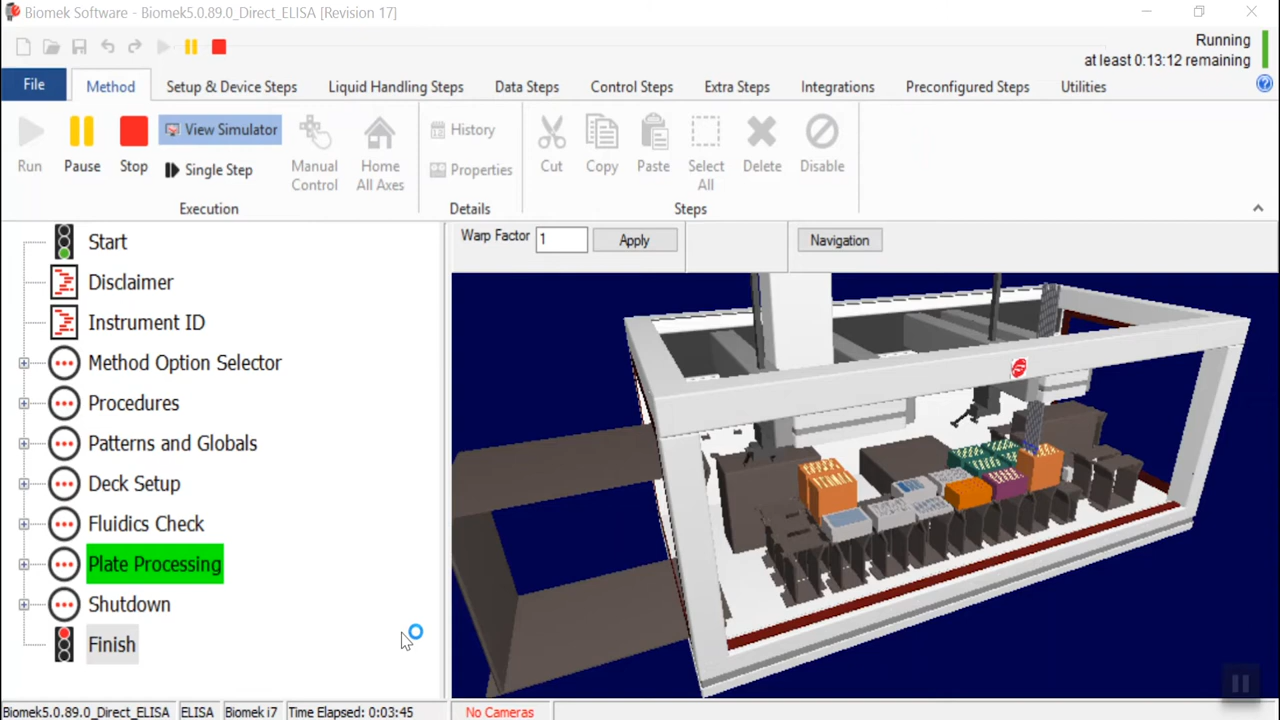 Biomek Software - Biomek5.0.89.0_Direct_ELISA [Revision 17]
Running
at least 0:13:12 remaining
File
Method
Setup & Device Steps
Liquid Handling Steps
Data Steps
Control Steps
Extra Steps
Integrations
Preconfigured Steps
Utilities
Run
Pause
Stop
View Simulator
Single Step
Manual
Control
Home
All Axes
Execution
History
Properties
Details
Cut
Copy
Paste
Select
All
Delete
Disable
Steps
Start
Disclaimer
Instrument ID
Method Option Selector
Procedures
Patterns and Globals
Deck Setup
Fluidics Check
Plate Processing
Shutdown
Finish
Warp Factor
1
Apply
Navigation
Biomek5.0.89.0_Direct_ELISA
ELISA
Biomek i7
Time Elapsed: 0:03:45
No Cameras